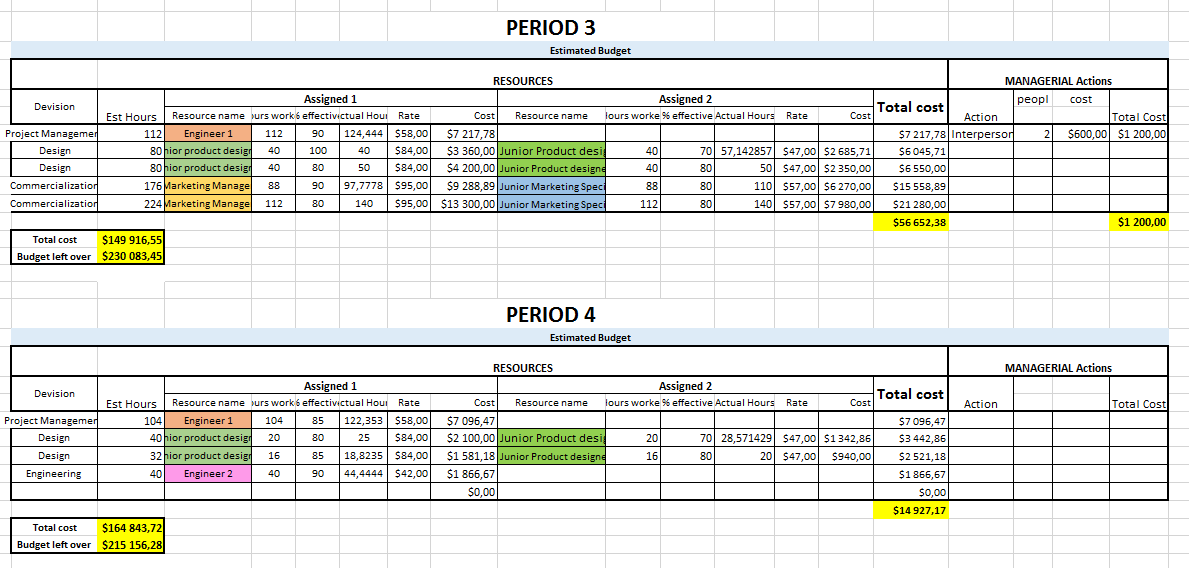 PERIOD 3
Estimated Budget
RESOURCES MANAGERIAL Actions
Devision Est Hours Assigned 1 Assigned 2 Total cost Action peopl cost Total Cost
Resource name ours work % effectiv ctual Hou Rate Cost Resource name Hours worke % effective Actual Hours Rate Cost
Project Managemen 112 Engineer 1 112 90 124,444 $58,00 $7 217,78 $7 217,78 Interperson 2 $600,00 $1 200,00
Design 80 nior product desigr 40 100 40 $84,00 $3 360,00 Junior Product desig 40 70 57,142857 $47,00 $2 685,71 $6 045,71
Design 80 nior product desigr 40 80 50 $84,00 $4 200,00 Junior Product designe 40 80 50 $47,00 $2 350,00 $6 550,00
Commercialization 176 Marketing Manage 88 90 97,7778 $95,00 $9 288,89 Junior Marketing Speci 88 80 110 $57,00 $6 270,00 $15 558,89
Commercialization 224 Marketing Manage 112 80 140 $95,00 $13 300,00 Junior Marketing Speci 112 80 140 $57,00 $7 980,00 $21 280,00
$56 652,38 $1 200,00
Total cost $149 916,55
Budget left over $230 083,45
PERIOD 4
Estimated Budget
RESOURCES MANAGERIAL Actions
Devision Est Hours Assigned 1 Assigned 2 Total cost Action Total Cost
Resource name ours work % effectiv ctual Hou Rate Cost Resource name Hours worke % effective Actual Hours Rate Cost
Project Managemen 104 Engineer 1 104 85 122,353 $58,00 $7 096,47 $7 096,47
Design 40 nior product desigr 20 80 25 $84,00 $2 100,00 Junior Product desig 20 70 28,571429 $47,00 $1 342,86 $3 442,86
Design 32 nior product desigr 16 85 18,8235 $84,00 $1 581,18 Junior Product designe 16 80 20 $47,00 $940,00 $2 521,18
Engineering 40 Engineer 2 40 90 44,4444 $42,00 $1 866,67 $1 866,67
$0,00 $0,00
$14 927,17
Total cost $164 843,72
Budget left over $215 156,28